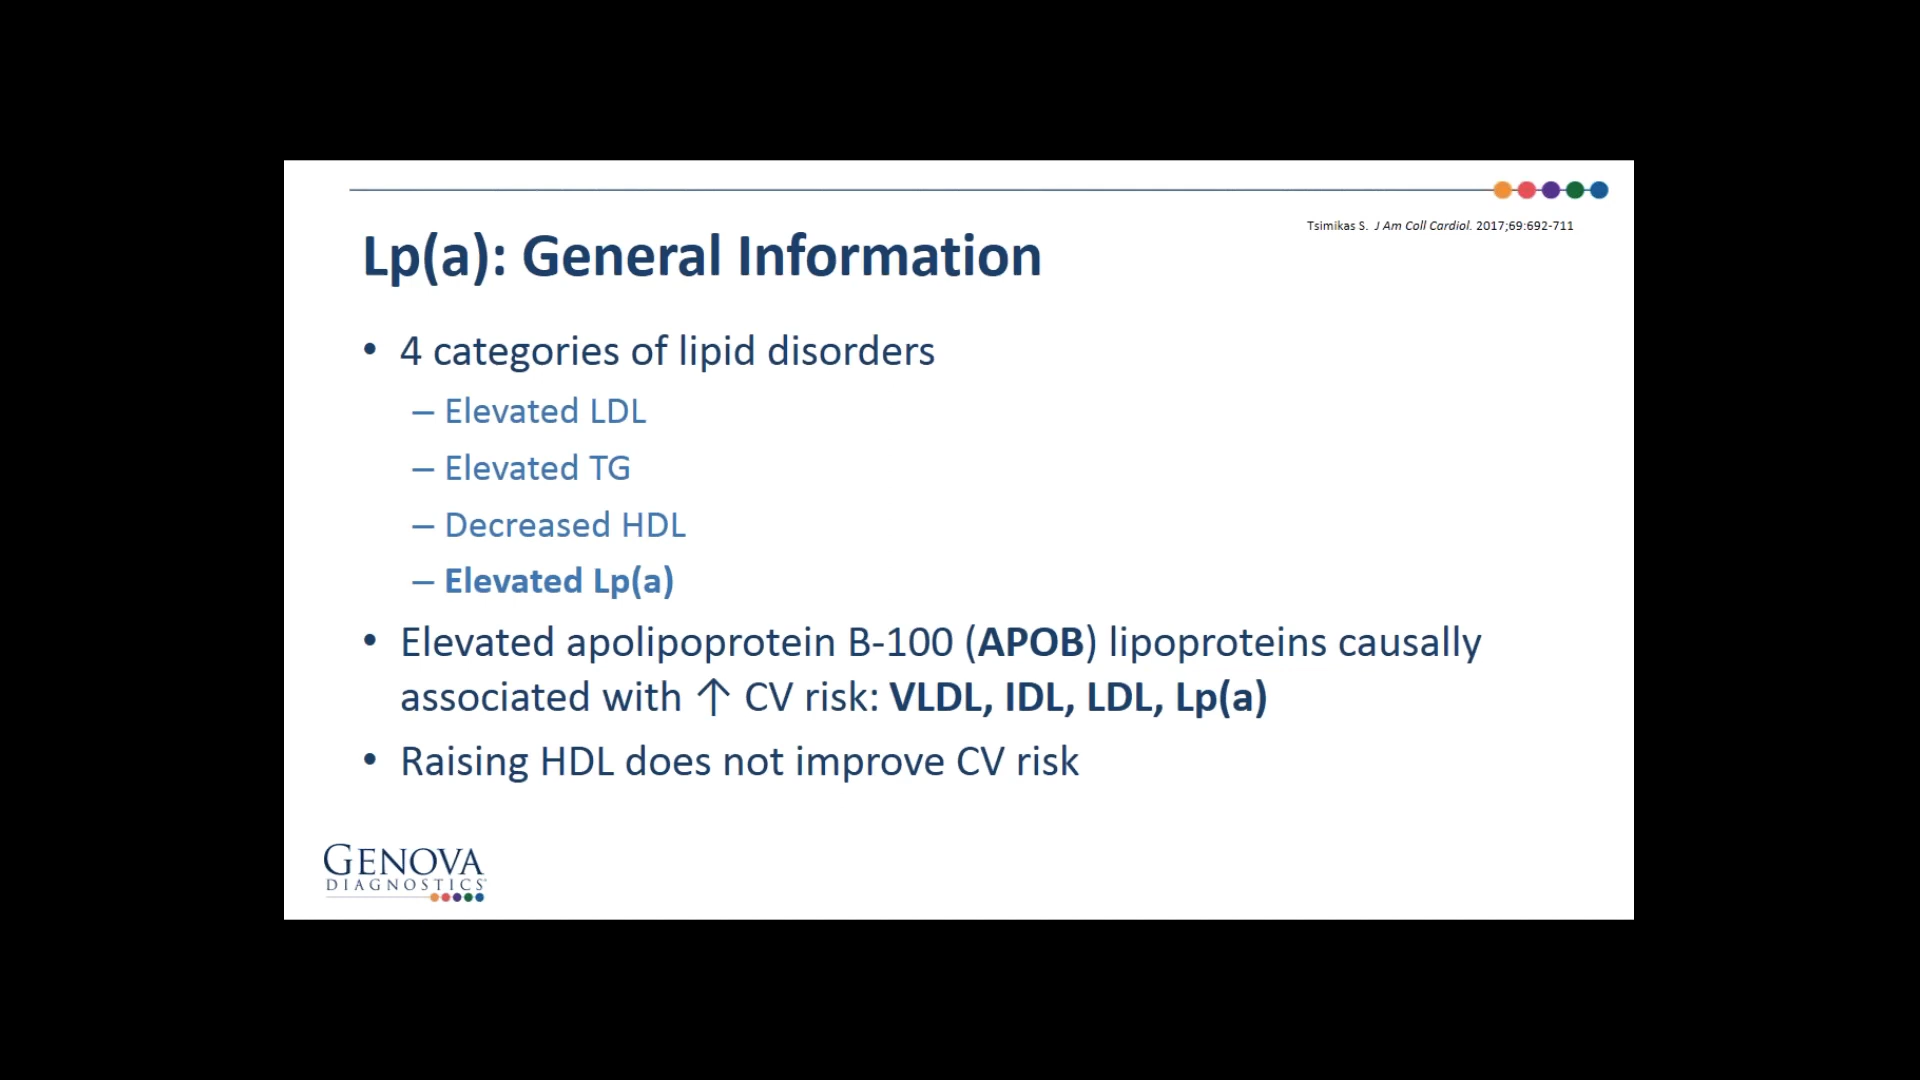 Tsimikas S. J Am Coll Cardiol. 2017;69:692-711
Lp(a): General Information
• 4 categories of lipid disorders
– Elevated LDL
– Elevated TG
– Decreased HDL
– Elevated Lp(a)
• Elevated apolipoprotein B-100 (APOB) lipoproteins causally
associated with ↑ CV risk: VLDL, IDL, LDL, Lp(a)
• Raising HDL does not improve CV risk
GENOVA
DIAGNOSTICS